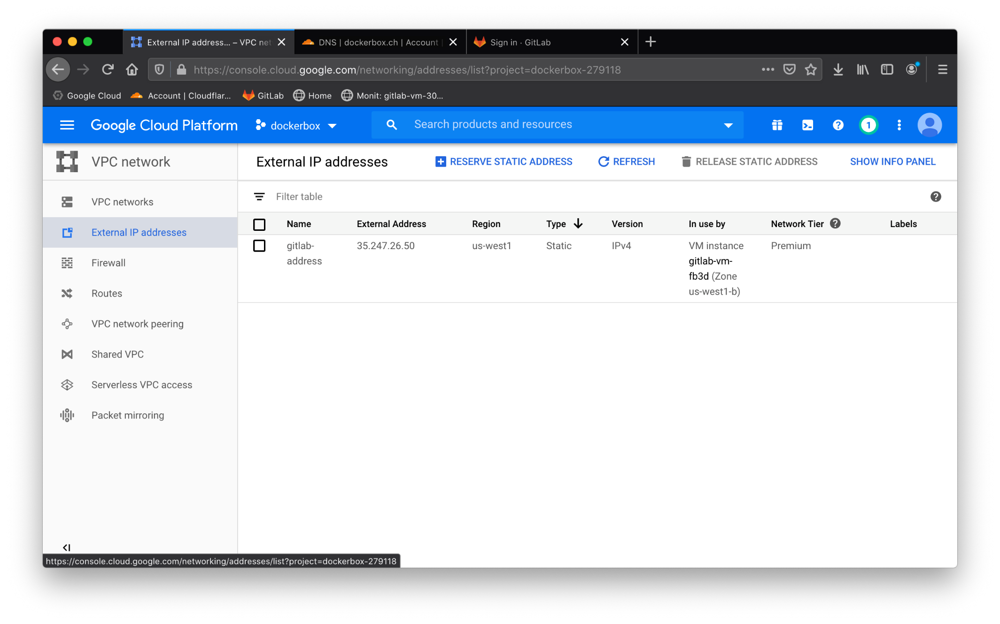 External IP address... – VPC net
DNS | dockerbox.ch | Account |
Sign in · GitLab
https://console.cloud.google.com/networking/addresses/list?project=dockerbox-279118
Google Cloud
Account | Cloudflar...
GitLab
Home
Monit: gitlab-vm-30...
Google Cloud Platform
dockerbox
Search products and resources
1
VPC network
External IP addresses
RESERVE STATIC ADDRESS
REFRESH
RELEASE STATIC ADDRESS
SHOW INFO PANEL
VPC networks
External IP addresses
Firewall
Routes
VPC network peering
Shared VPC
Serverless VPC access
Packet mirroring
Filter table
Name External Address Region Type Version In use by Network Tier Labels
gitlab-
address
35.247.26.50
us-west1
Static
IPv4
VM instance
gitlab-vm-
fb3d (Zone
us-west1-b)
Premium
https://console.cloud.google.com/networking/addresses/list?project=dockerbox-279118